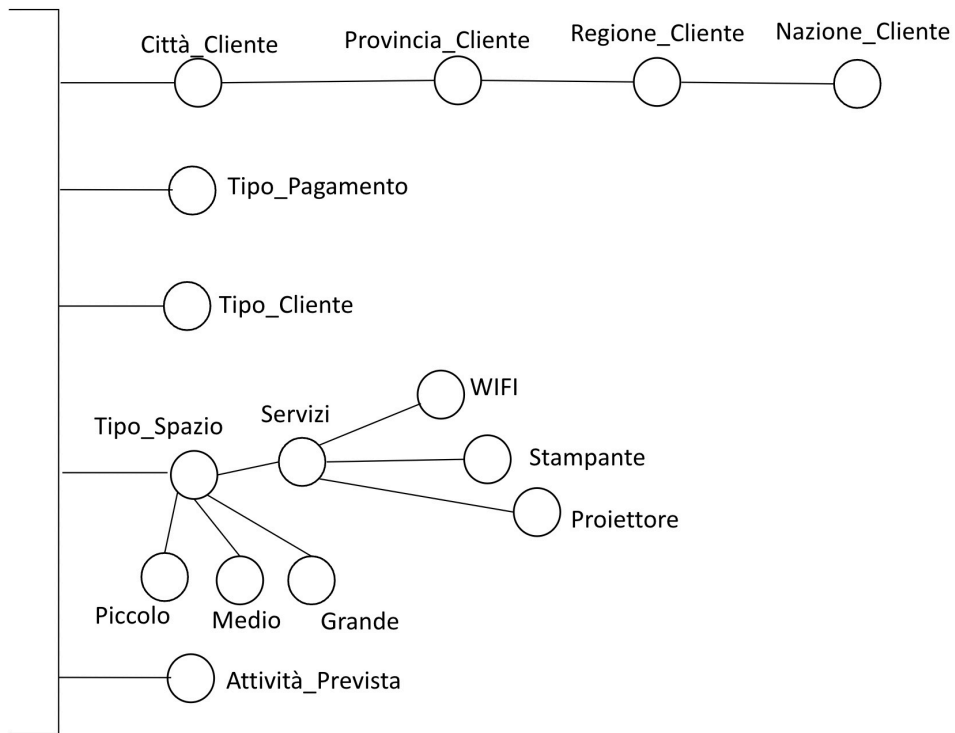 Città_Cliente
Provincia_Cliente
Regione_Cliente
Nazione_Cliente
Tipo_Pagamento
Tipo_Cliente
WIFI
Servizi
Tipo_Spazio
Stampante
Proiettore
Piccolo
Medio
Grande
Attività_Prevista